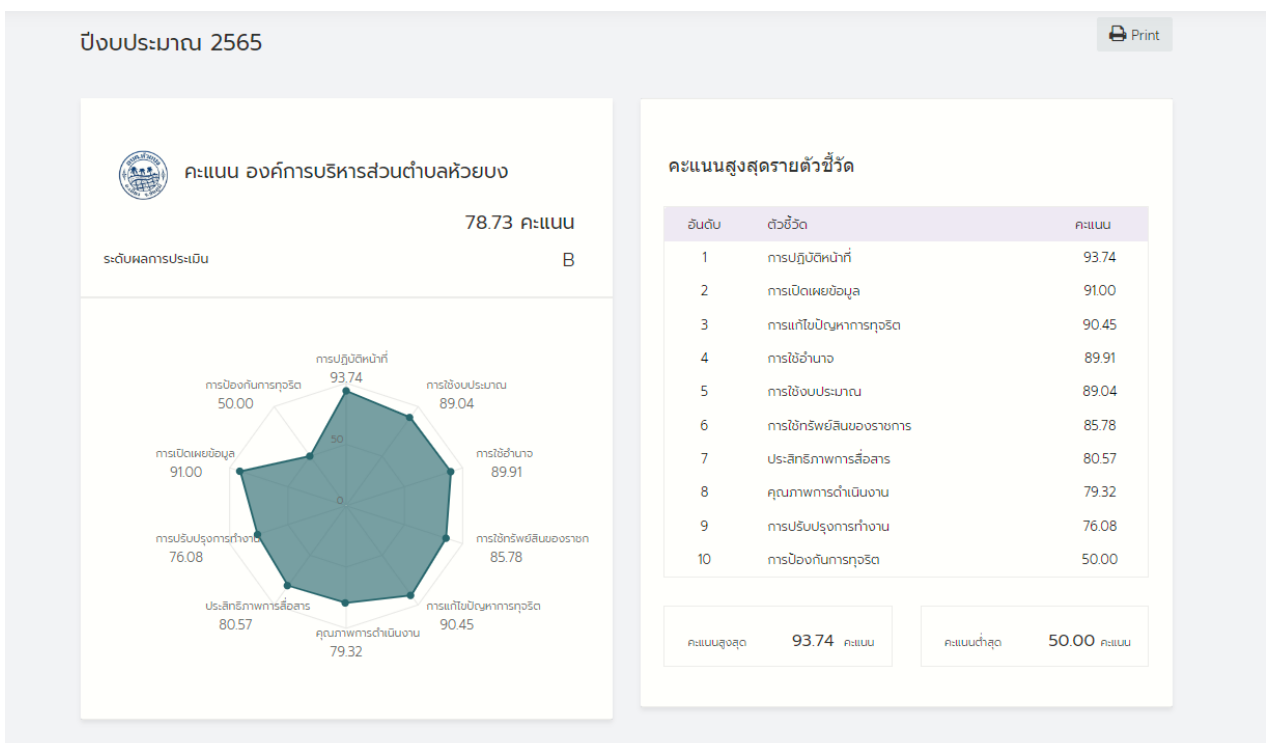 ปีงบประมาณ 2565
Print
คะแนน องค์การบริหารส่วนตำบลห้วยบง
78.73 คะแนน
ระดับผลการประเมิน B
การปฏิบัติหน้าที่
93.74
การใช้งบประมาณ
89.04
การใช้อำนาจ
89.91
การใช้ทรัพย์สินของราชก
85.78
การแก้ไขปัญหาการทุจริต
90.45
คุณภาพการดำเนินงาน
79.32
ประสิทธิภาพการสื่อสาร
80.57
การปรับปรุงการทำงาน
76.08
การเปิดเผยข้อมูล
91.00
การป้องกันการทุจริต
50.00
50
0
คะแนนสูงสุดรายตัวชี้วัด
อันดับ ตัวชี้วัด คะแนน
1 การปฏิบัติหน้าที่ 93.74
2 การเปิดเผยข้อมูล 91.00
3 การแก้ไขปัญหาการทุจริต 90.45
4 การใช้อำนาจ 89.91
5 การใช้งบประมาณ 89.04
6 การใช้ทรัพย์สินของราชการ 85.78
7 ประสิทธิภาพการสื่อสาร 80.57
8 คุณภาพการดำเนินงาน 79.32
9 การปรับปรุงการทำงาน 76.08
10 การป้องกันการทุจริต 50.00
คะแนนสูงสุด 93.74 คะแนน
คะแนนต่ำสุด 50.00 คะแนน